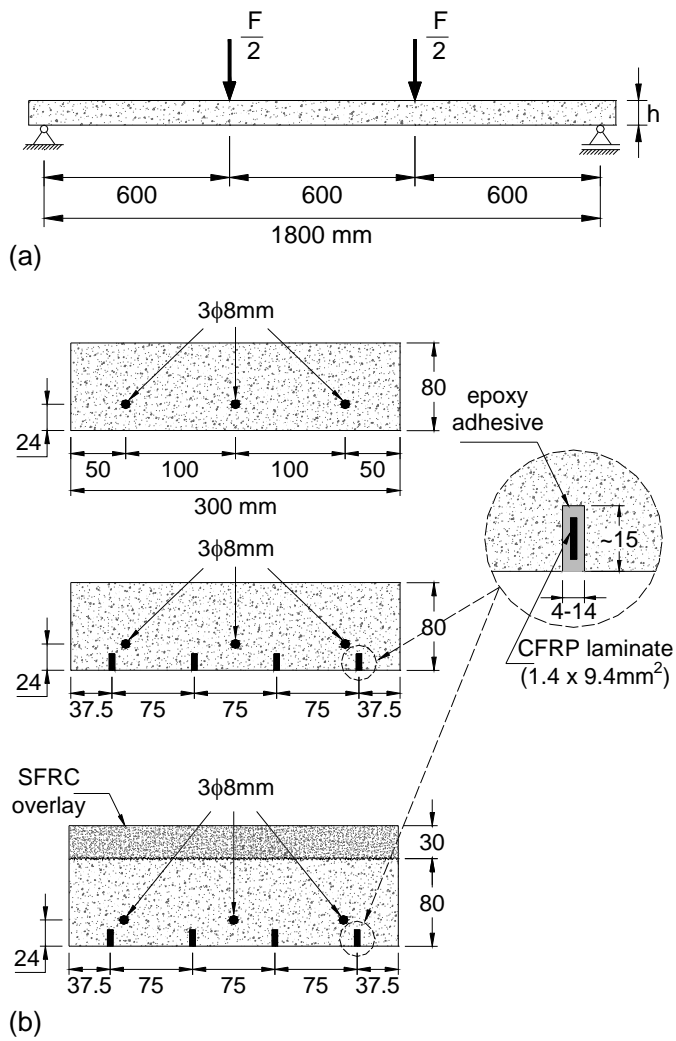 F
2
F
2
h
600
600
600
1800 mm
(a)
3ϕ8mm
80
24
50
100
100
50
300 mm
epoxy
adhesive
~15
4-14
CFRP laminate
(1.4 x 9.4mm²)
3ϕ8mm
80
24
37.5
75
75
75
37.5
SFRC
overlay
3ϕ8mm
30
80
24
37.5
75
75
75
37.5
(b)